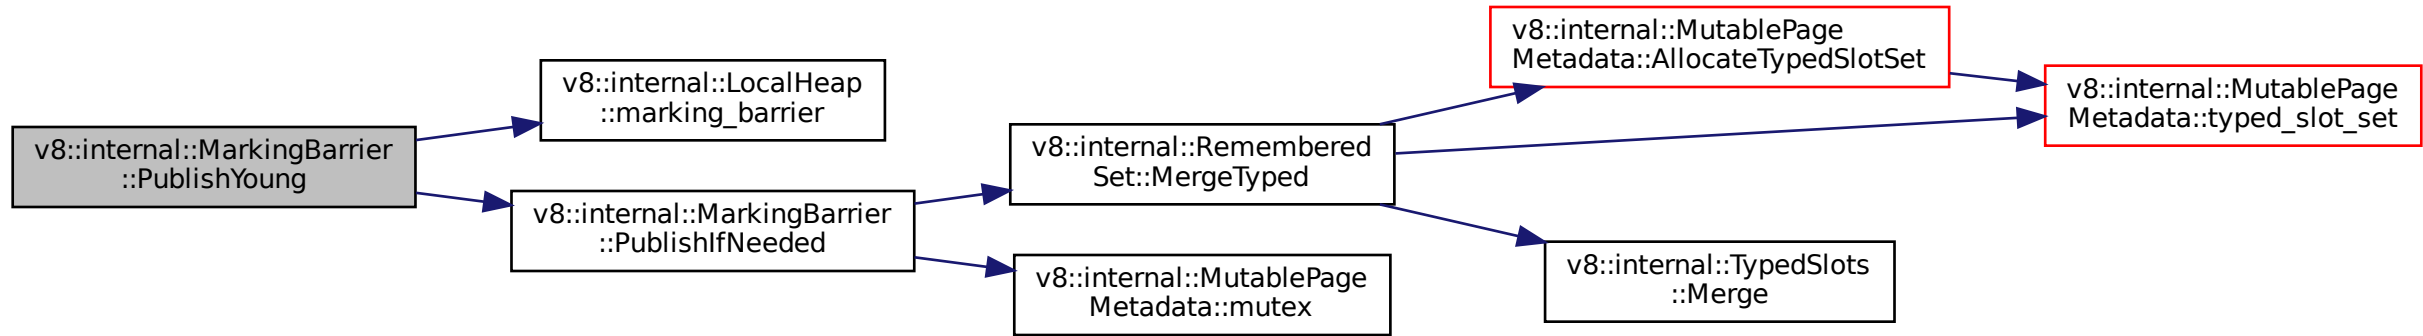 v8::internal::MarkingBarrier
::PublishYoung
v8::internal::LocalHeap
::marking_barrier
v8::internal::MarkingBarrier
::PublishIfNeeded
v8::internal::Remembered
Set::MergeTyped
v8::internal::MutablePage
Metadata::mutex
v8::internal::MutablePage
Metadata::AllocateTypedSlotSet
v8::internal::TypedSlots
::Merge
v8::internal::MutablePage
Metadata::typed_slot_set